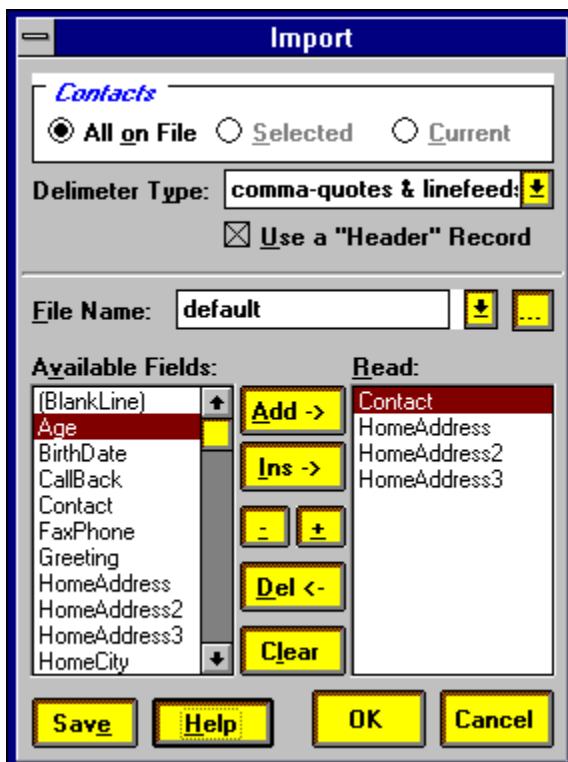 Import
Contacts
All on File Selected Current
Delimeter Type: comma-quotes & linefeeds
Use a "Header" Record
File Name: default ...
Available Fields: Read:
(BlankLine)
Age
BirthDate
CallBack
Contact
FaxPhone
Greeting
HomeAddress
HomeAddress2
HomeAddress3
HomeCity
Add ->
Ins ->
- +
Del <-
Clear
Contact
HomeAddress
HomeAddress2
HomeAddress3
Save Help OK Cancel